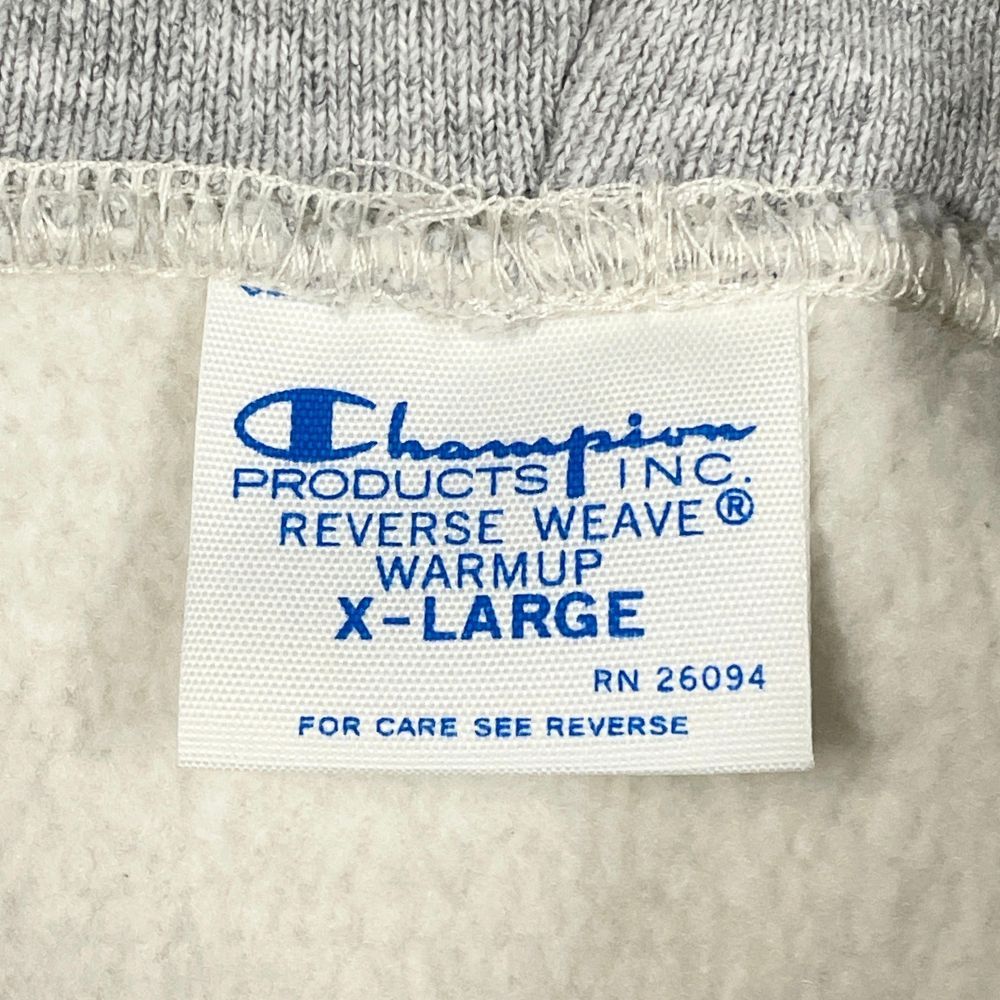 Champion
PRODUCTS INC.
REVERSE WEAVE®
WARMUP
X-LARGE
RN 26094
FOR CARE SEE REVERSE